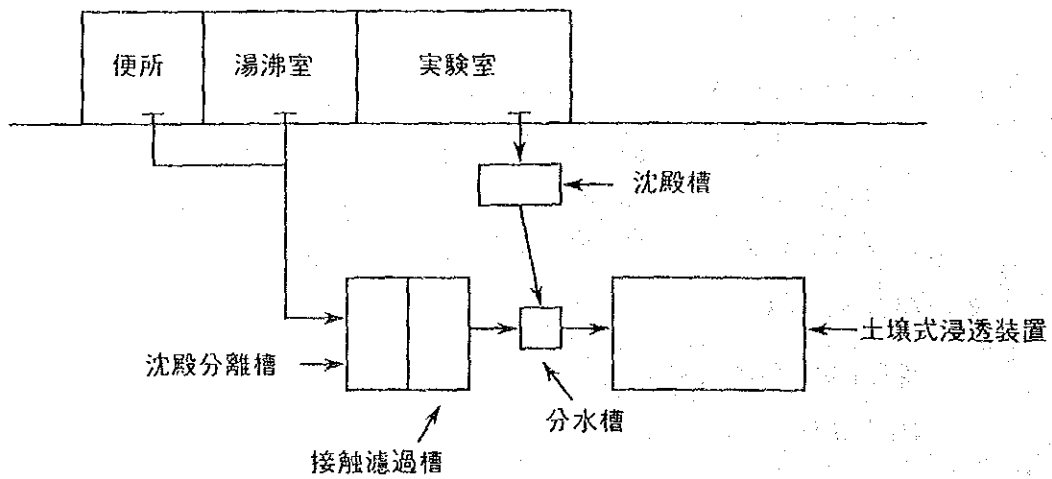 便所
湯沸室
実験室
沈殿槽
土壌式浸透装置
沈殿分離槽
分水槽
接触濾過槽